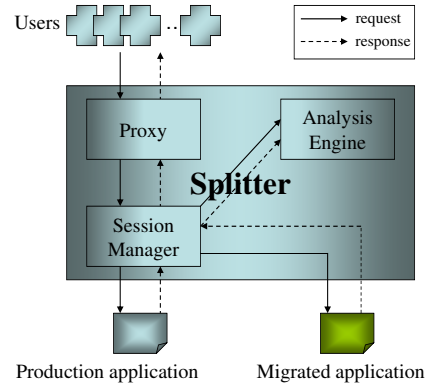 Users
..
request
response
Proxy
Analysis
Engine
Splitter
Session
Manager
Production application
Migrated application